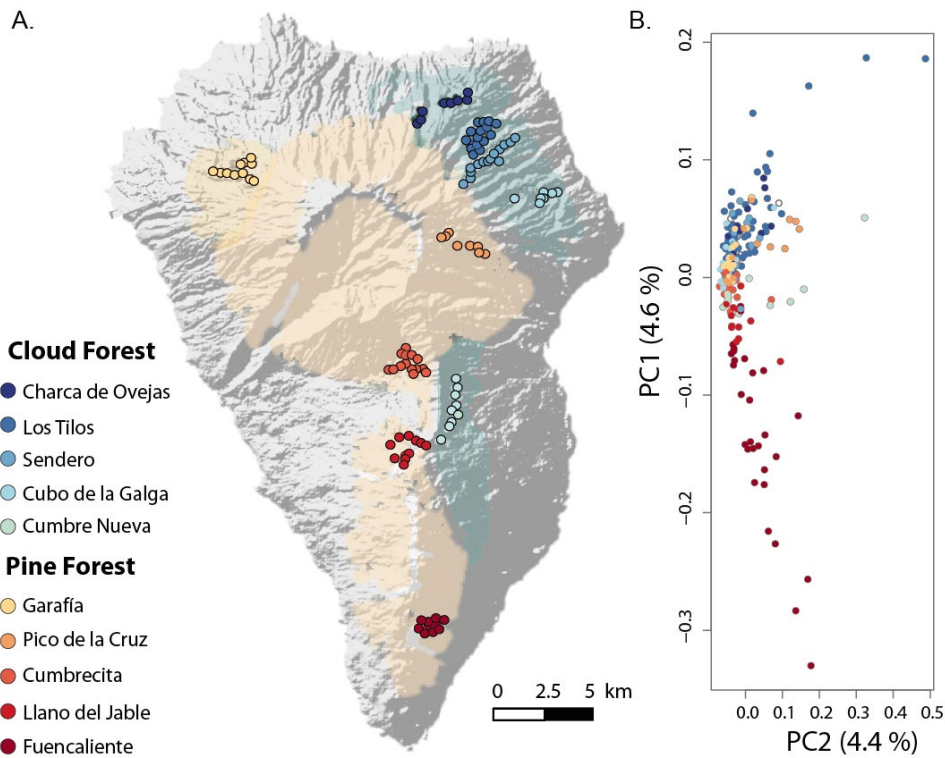 A.
B.
Cloud Forest
Charca de Ovejas
Los Tilos
Sendero
Cubo de la Galga
Cumbre Nueva
Pine Forest
Garafía
Pico de la Cruz
Cumbrecita
Llano del Jable
Fuencaliente
0 2.5 5 km
PC1 (4.6 %)
0.2
0.1
0.0
−0.1
−0.2
−0.3
0.0 0.1 0.2 0.3 0.4 0.5
PC2 (4.4 %)